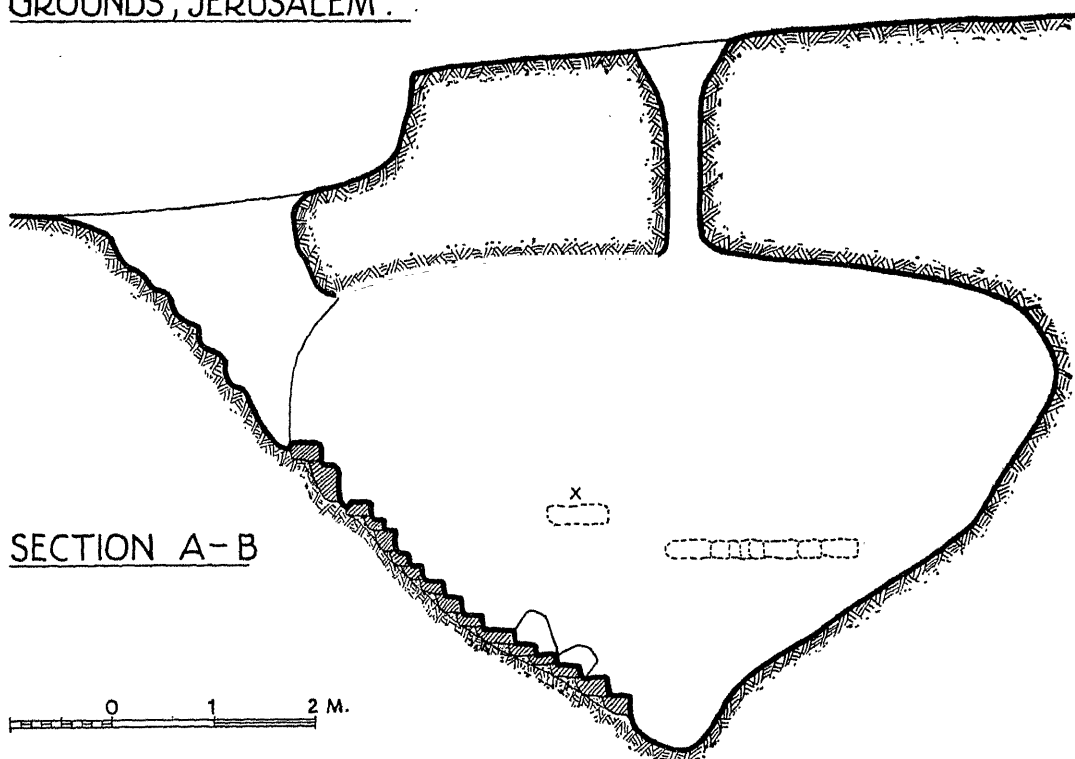 GROUNDS, JERUSALEM.
X
SECTION A-B
0 1 2 M.